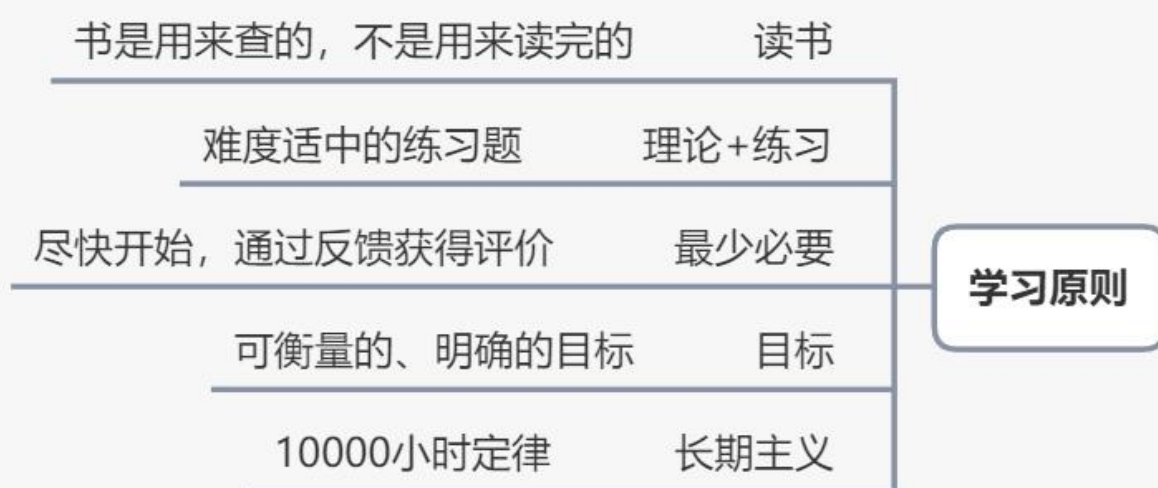 书是用来查的，不是用来读完的 读书
难度适中的练习题 理论+练习
尽快开始，通过反馈获得评价 最少必要
学习原则
可衡量的、明确的目标 目标
10000小时定律 长期主义